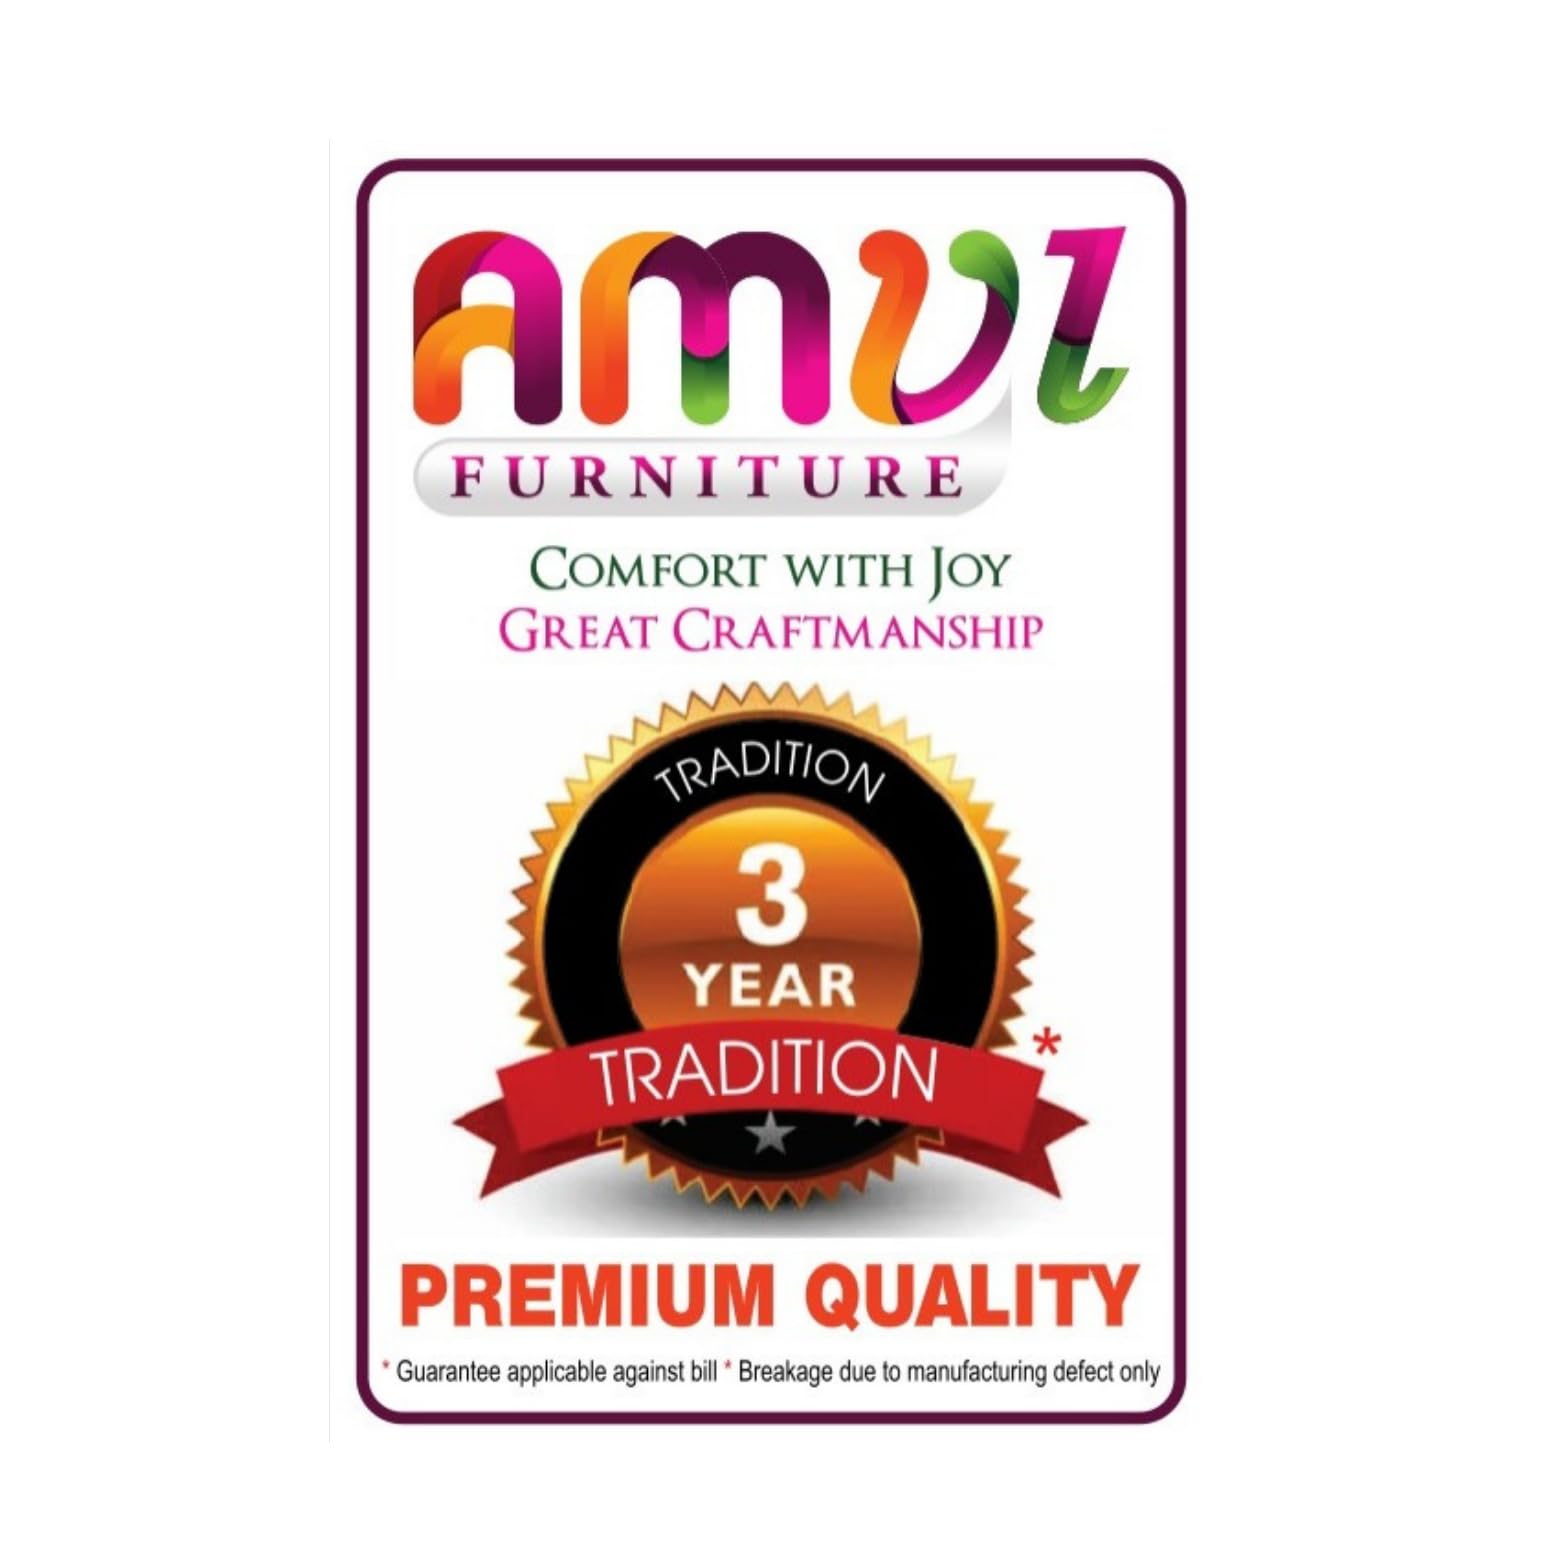 AMUL
FURNITURE
COMFORT WITH JOY
GREAT CRAFTMANSHIP
TRADITION
3
YEAR
TRADITION *
PREMIUM QUALITY
* Guarantee applicable against bill * Breakage due to manufacturing defect only